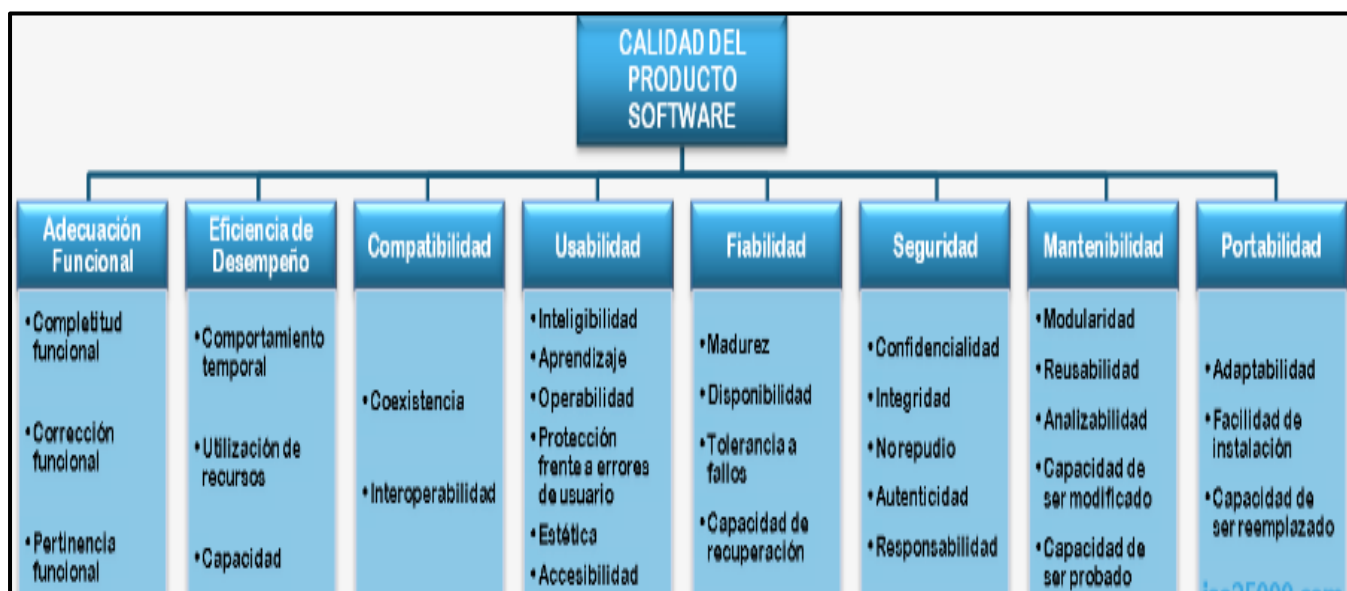 CALIDAD DEL
PRODUCTO
SOFTWARE
Adecuación
Funcional
•Completitud
funcional
•Corrección
funcional
•Pertinencia
funcional
Eficiencia de
Desempeño
•Comportamiento
temporal
•Utilización de
recursos
•Capacidad
Compatibilidad
•Coexistencia
•Interoperabilidad
Usabilidad
•Inteligibilidad
•Aprendizaje
•Operabilidad
•Protección
frente a errores
de usuario
•Estética
•Accesibilidad
Fiabilidad
•Madurez
•Disponibilidad
•Tolerancia a
fallos
•Capacidad de
recuperación
Seguridad
•Confidencialidad
•Integridad
•No repudio
•Autenticidad
•Responsabilidad
Mantenibilidad
•Modularidad
•Reusabilidad
•Analizabilidad
•Capacidad de
ser modificado
•Capacidad de
ser probado
Portabilidad
•Adaptabilidad
•Facilidad de
instalación
•Capacidad de
ser reemplazado